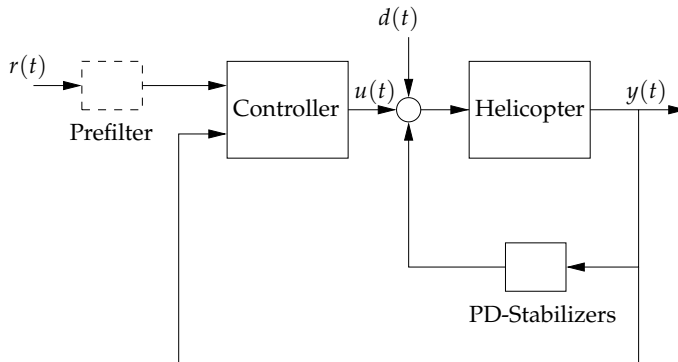 d(t)
r(t)
u(t)
y(t)
Controller
Helicopter
Prefilter
PD-Stabilizers